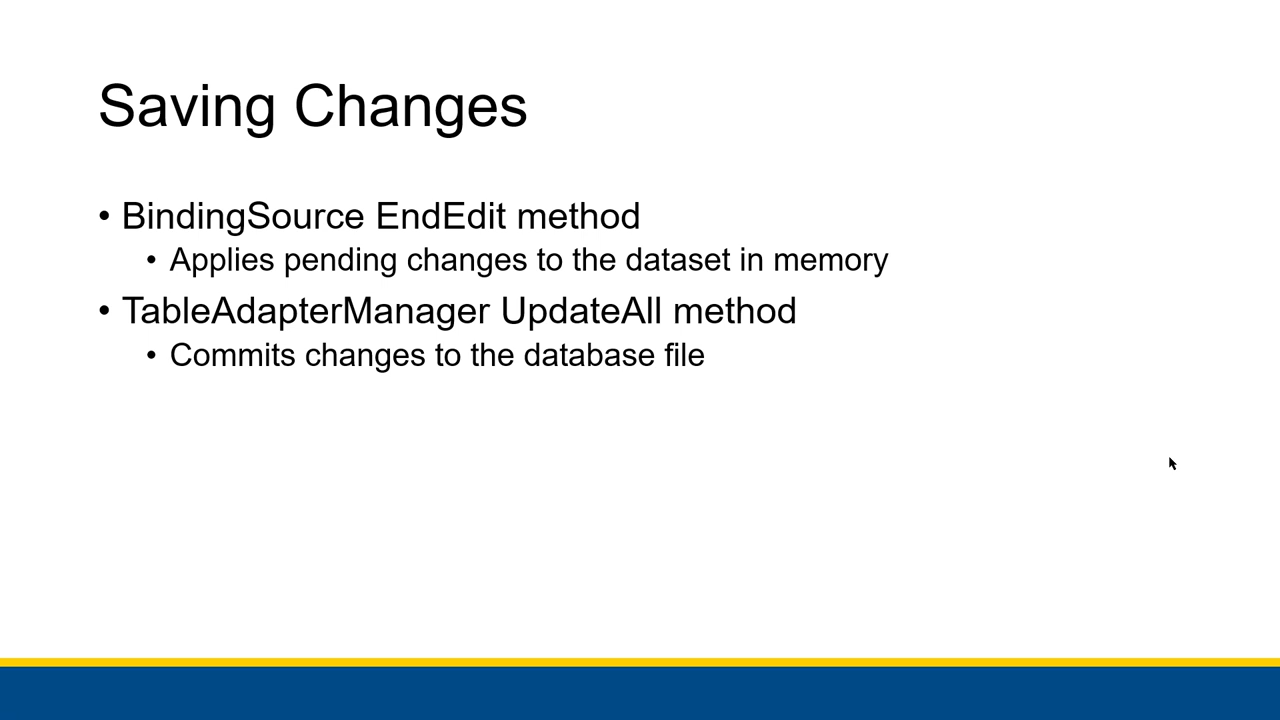 Saving Changes
• BindingSource EndEdit method
• Applies pending changes to the dataset in memory
• TableAdapterManager UpdateAll method
• Commits changes to the database file